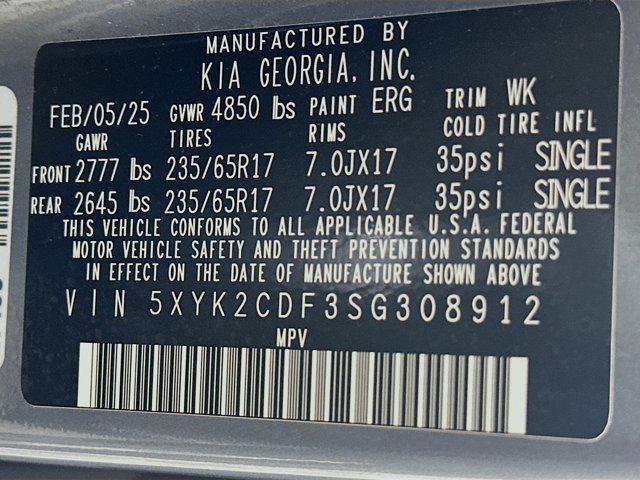 MANUFACTURED BY
KIA GEORGIA, INC.
FEB/05/25 GVWR 4850 lbs PAINT ERG TRIM WK
GAWR TIRES RIMS COLD TIRE INFL
FRONT 2777 lbs 235/65R17 7.0JX17 35psi SINGLE
REAR 2645 lbs 235/65R17 7.0JX17 35psi SINGLE
THIS VEHICLE CONFORMS TO ALL APPLICABLE U.S.A. FEDERAL
MOTOR VEHICLE SAFETY AND THEFT PREVENTION STANDARDS
IN EFFECT ON THE DATE OF MANUFACTURE SHOWN ABOVE
VIN 5XYK2CDF3SG308912
MPV